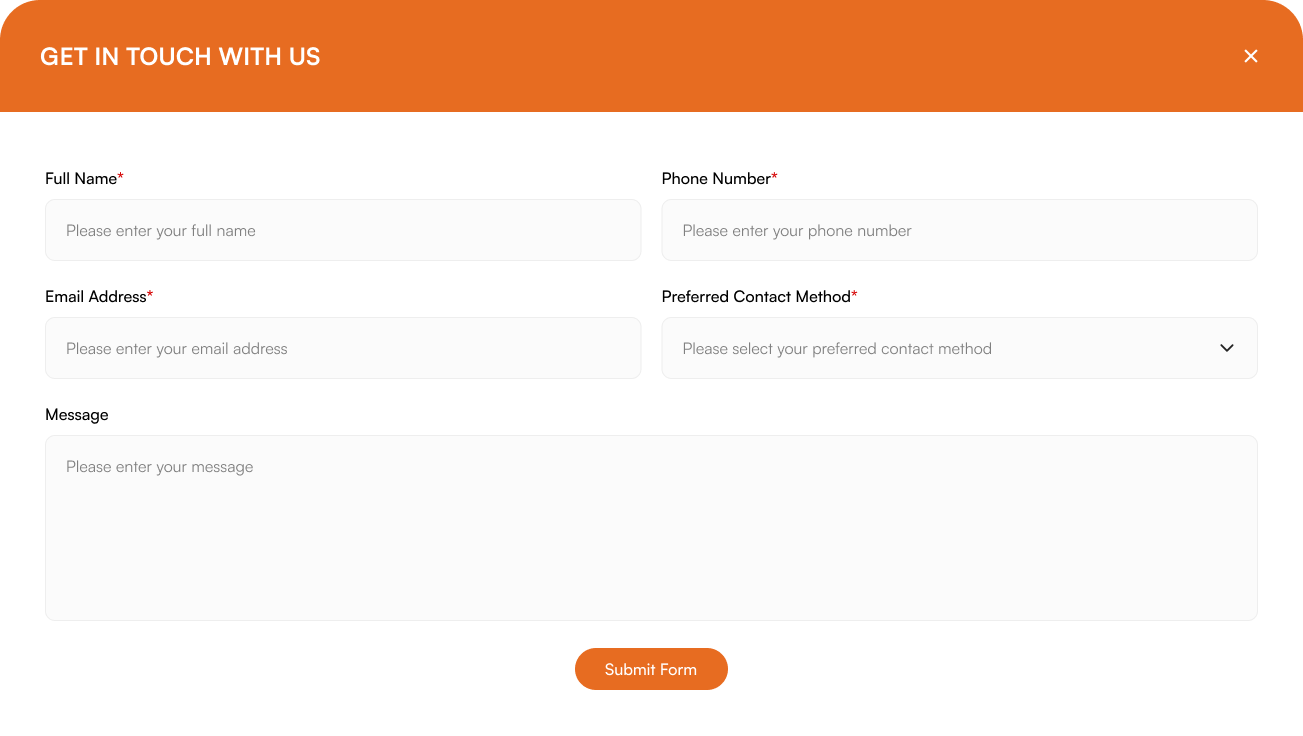 GET IN TOUCH WITH US
Full Name*
Phone Number*
Please enter your full name
Please enter your phone number
Email Address*
Preferred Contact Method*
Please enter your email address
Please select your preferred contact method
Message
Please enter your message
Submit Form